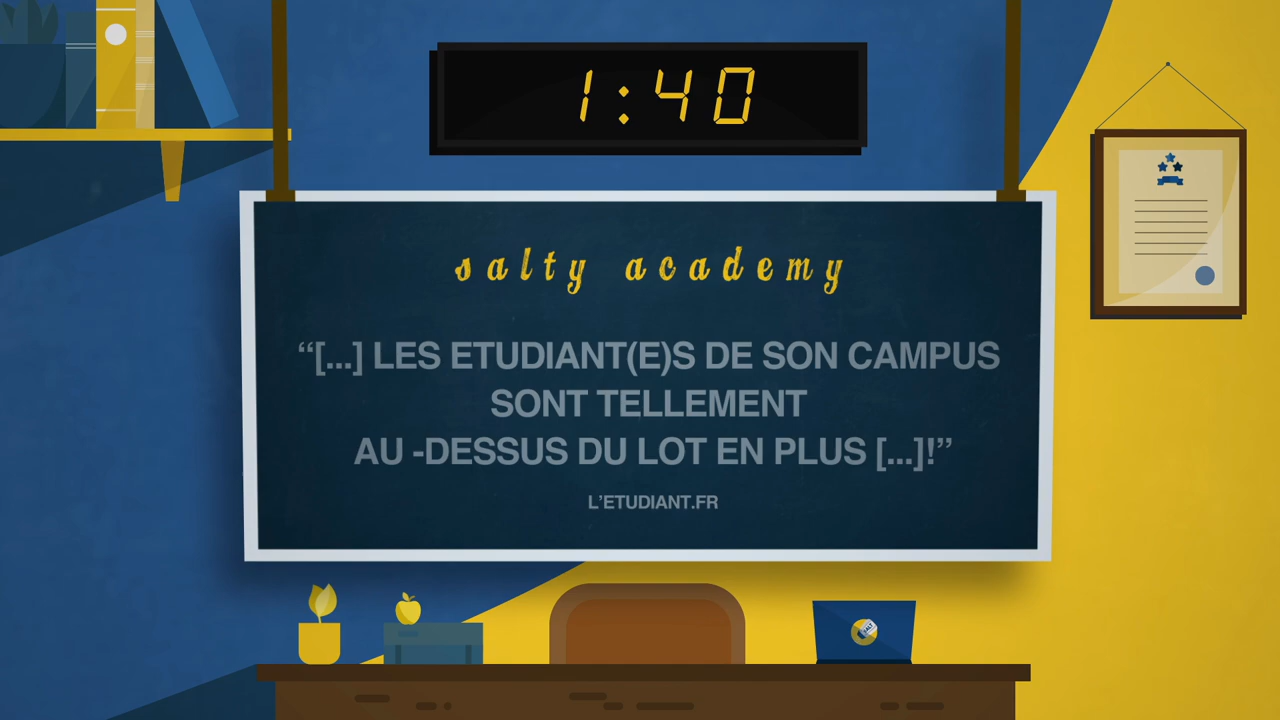 1:40
salty academy
“[...] LES ETUDIANT(E)S DE SON CAMPUS
SONT TELLEMENT
AU -DESSUS DU LOT EN PLUS [...]!”
L’ETUDIANT.FR